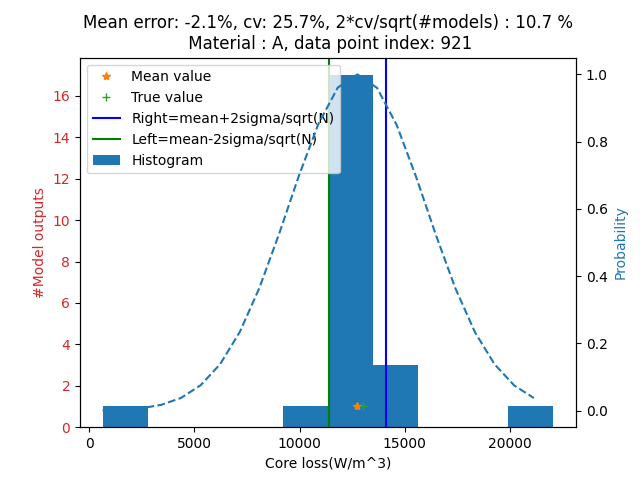 Mean error: -2.1%, cv: 25.7%, 2*cv/sqrt(#models) : 10.7 %
Material : A, data point index: 921
Mean value
True value
Right=mean+2sigma/sqrt(N)
Left=mean-2sigma/sqrt(N)
Histogram
16
14
12
10
8
6
4
2
0
#Model outputs
1.0
0.8
0.6
0.4
0.2
0.0
Probability
0 5000 10000 15000 20000
Core loss(W/m^3)